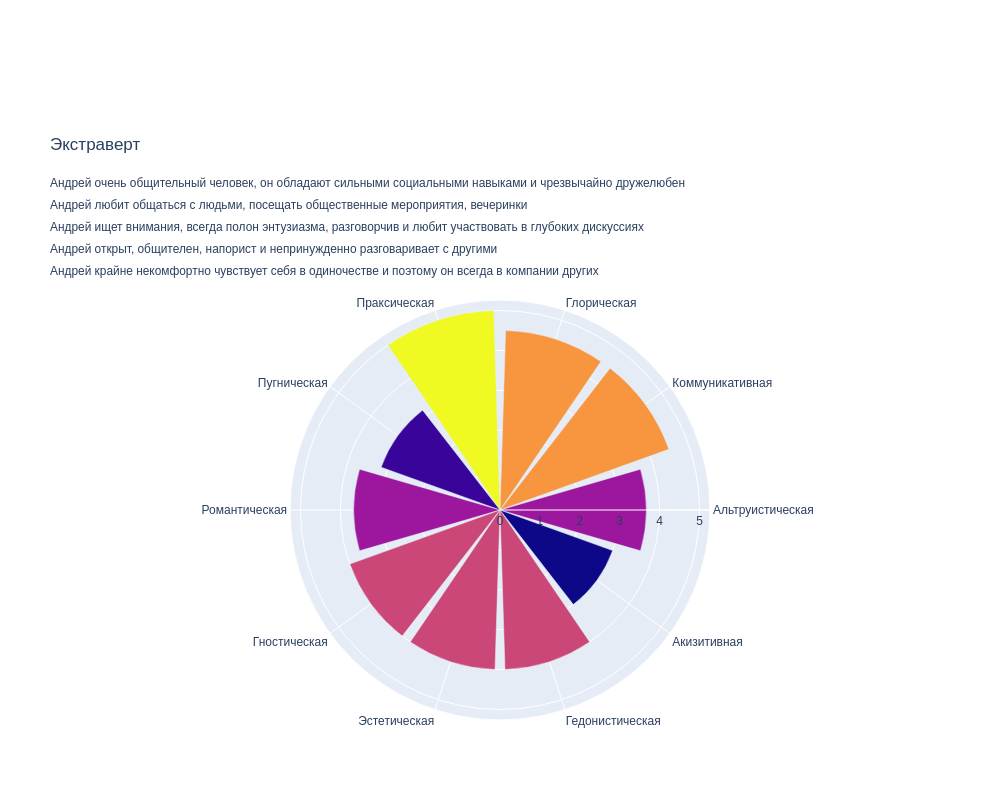 Экстраверт
Андрей очень общительный человек, он обладают сильными социальными навыками и чрезвычайно дружелюбен
Андрей любит общаться с людьми, посещать общественные мероприятия, вечеринки
Андрей ищет внимания, всегда полон энтузиазма, разговорчив и любит участвовать в глубоких дискуссиях
Андрей открыт, общителен, напорист и непринужденно разговаривает с другими
Андрей крайне некомфортно чувствует себя в одиночестве и поэтому он всегда в компании других
Праксическая
Глорическая
Пугническая
Коммуникативная
Романтическая
Альтруистическая
0 1 2 3 4 5
Гностическая
Акизитивная
Эстетическая
Гедонистическая